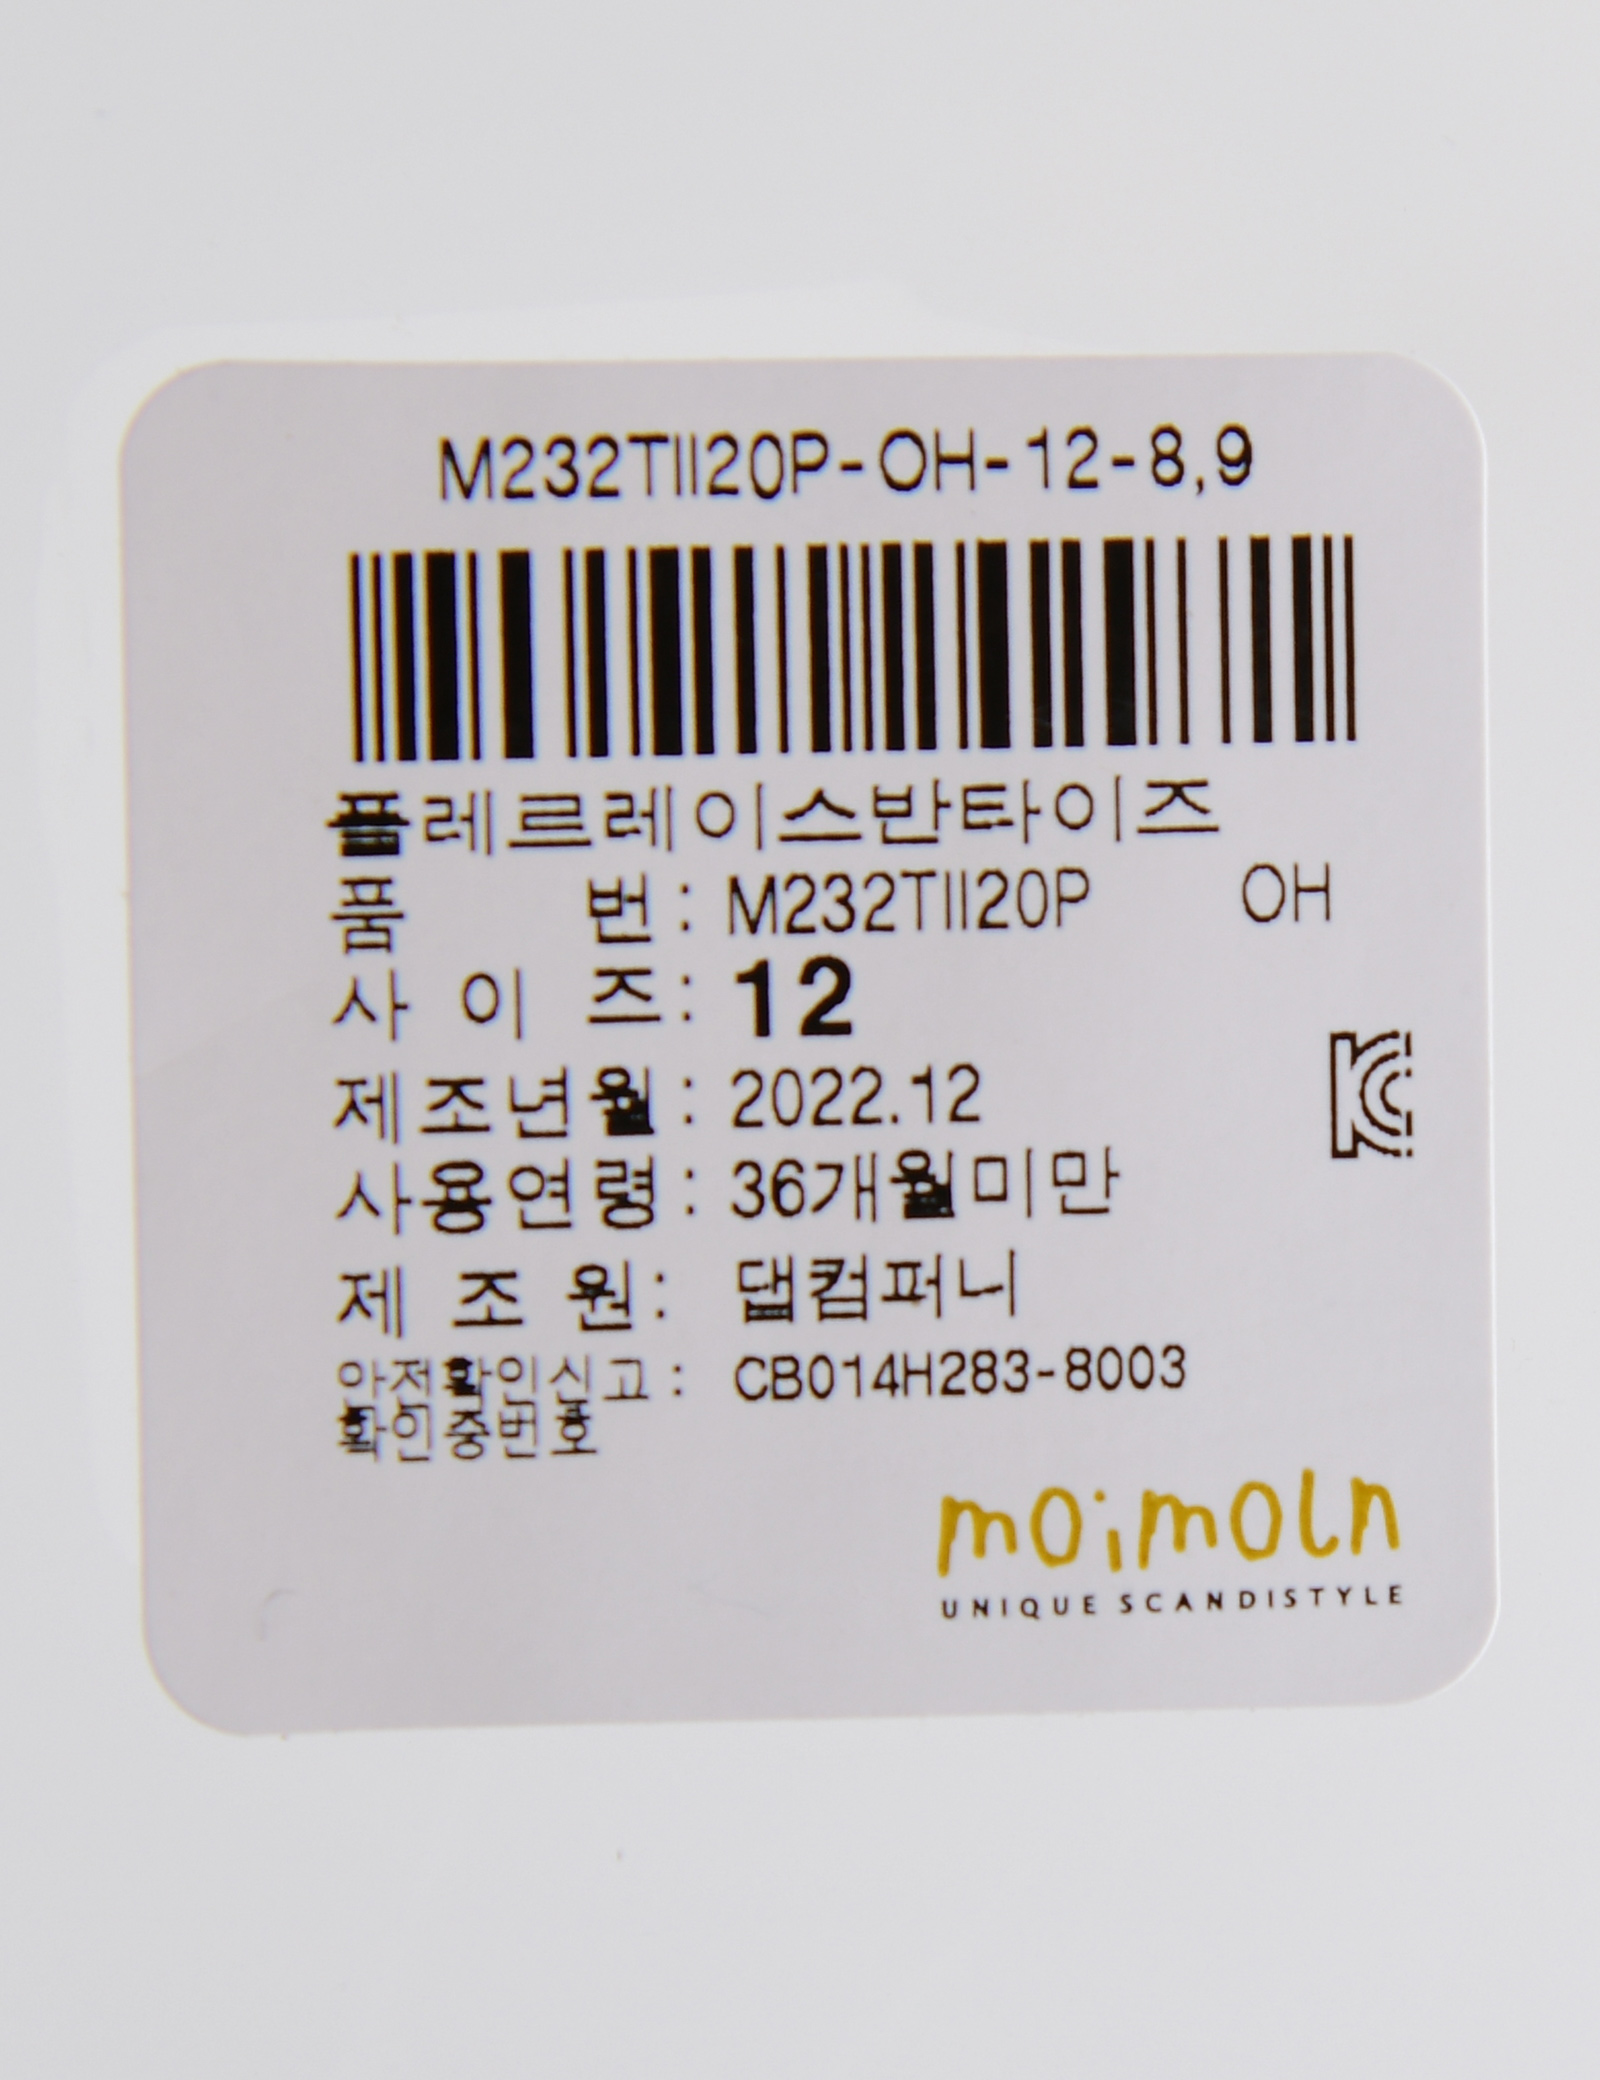 M232TII20P-OH-12-8,9
플레르레이스반타이즈
품 번 : M232TII20P OH
사 이 즈 : 12
제조년월 : 2022.12
사용연령 : 36개월미만
제 조 원 : 댑컴퍼니
안전확인신고 : CB014H283-8003
확인증번호
moimoln
UNIQUE SCANDISTYLE